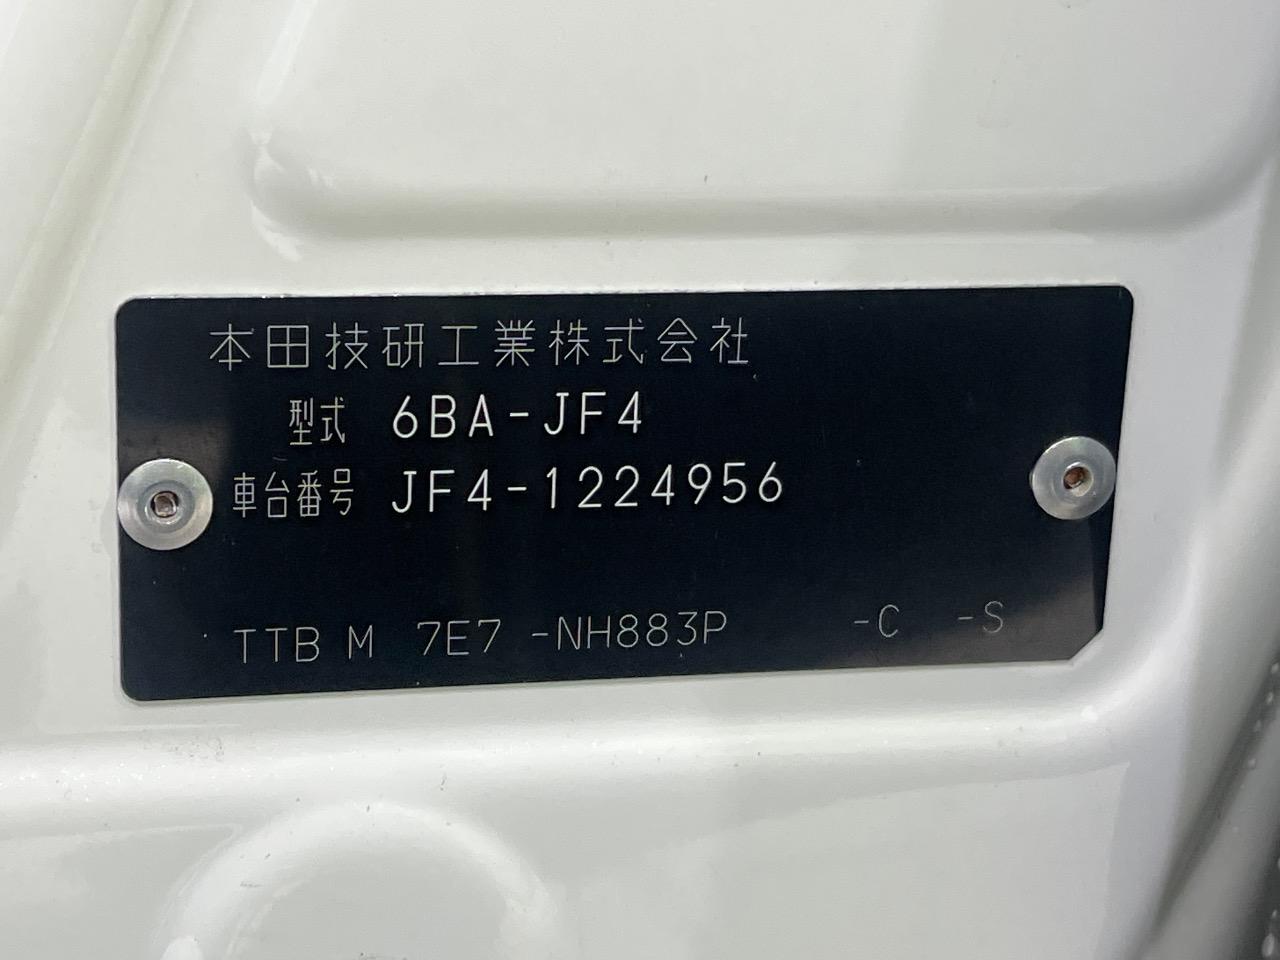 本田技研工業株式会社
型式 6BA-JF4
車台番号 JF4-1224956
TTB M 7E7 -NH883P -C -S